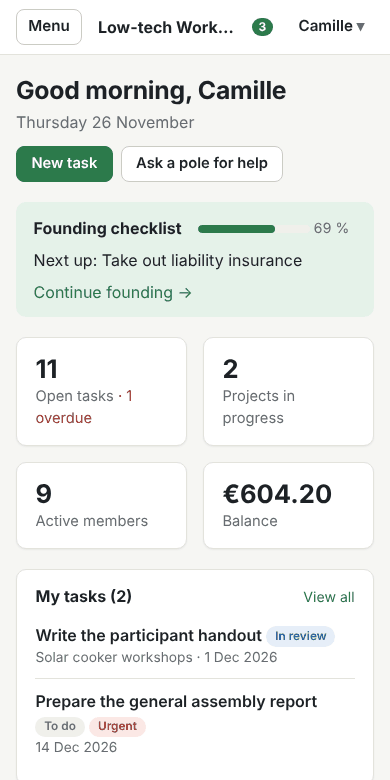 Menu Low-tech Work... 3 Camille ▾
Good morning, Camille
Thursday 26 November
New task Ask a pole for help
Founding checklist 69 %
Next up: Take out liability insurance
Continue founding →
11
Open tasks · 1
overdue
2
Projects in
progress
9
Active members
€604.20
Balance
My tasks (2) View all
Write the participant handout In review
Solar cooker workshops · 1 Dec 2026
Prepare the general assembly report
To do Urgent
14 Dec 2026